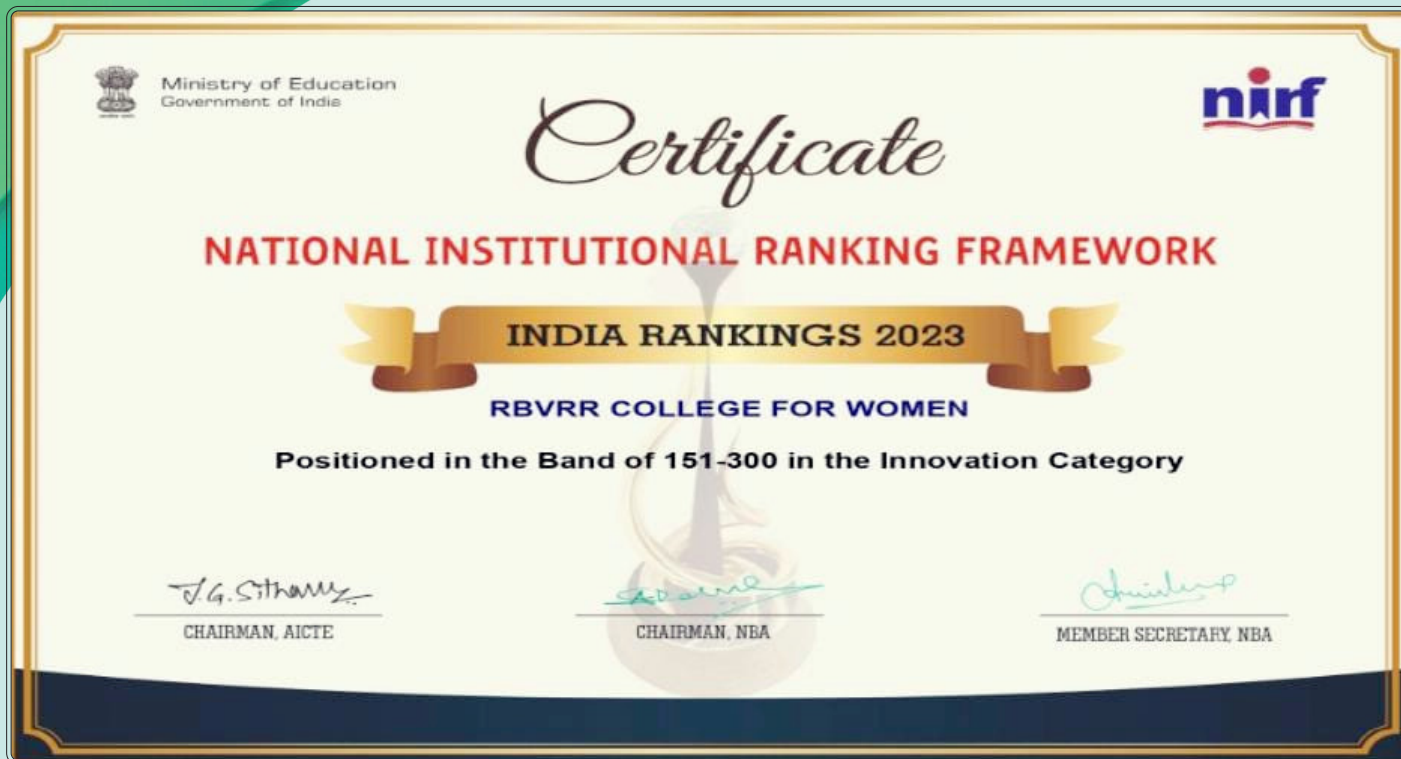 Ministry of Education
Government of India
nirf
Certificate
NATIONAL INSTITUTIONAL RANKING FRAMEWORK
INDIA RANKINGS 2023
RBVRR COLLEGE FOR WOMEN
Positioned in the Band of 151-300 in the Innovation Category
J.G. Sitharam
CHAIRMAN, AICTE
CHAIRMAN, NBA
MEMBER SECRETARY, NBA